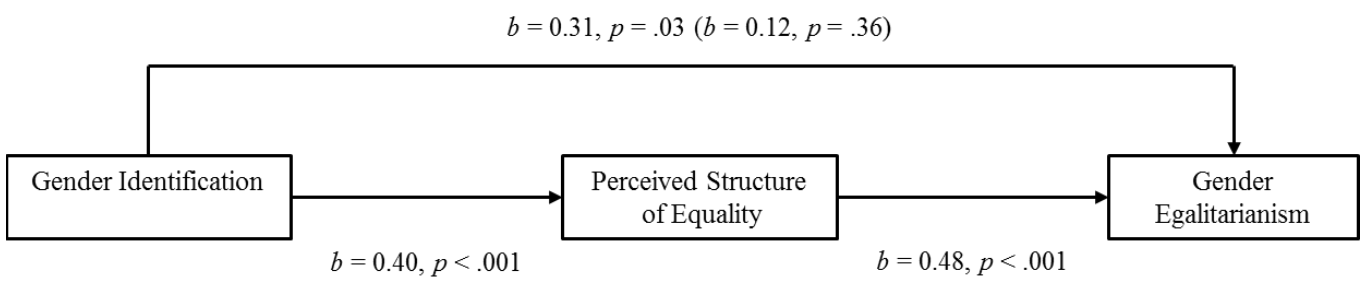 b = 0.31, p = .03 (b = 0.12, p = .36)
Gender Identification
Perceived Structure
of Equality
Gender
Egalitarianism
b = 0.40, p < .001
b = 0.48, p < .001